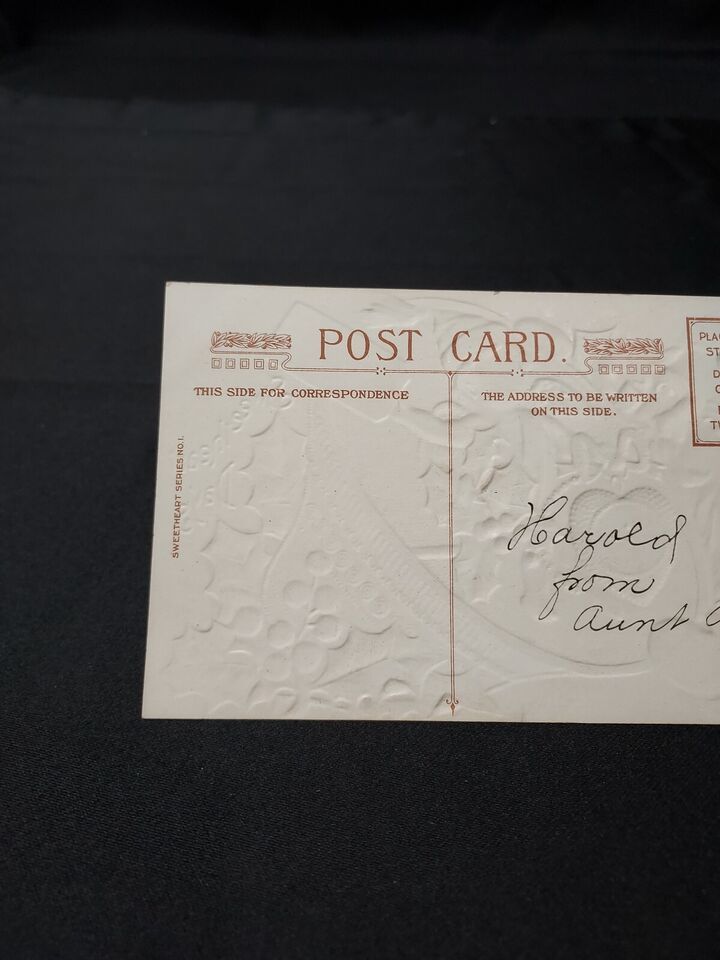 POST CARD.
THIS SIDE FOR CORRESPONDENCE
THE ADDRESS TO BE WRITTEN
ON THIS SIDE.
SWEETHEART SERIES NO.1.
Harold
from
Aunt